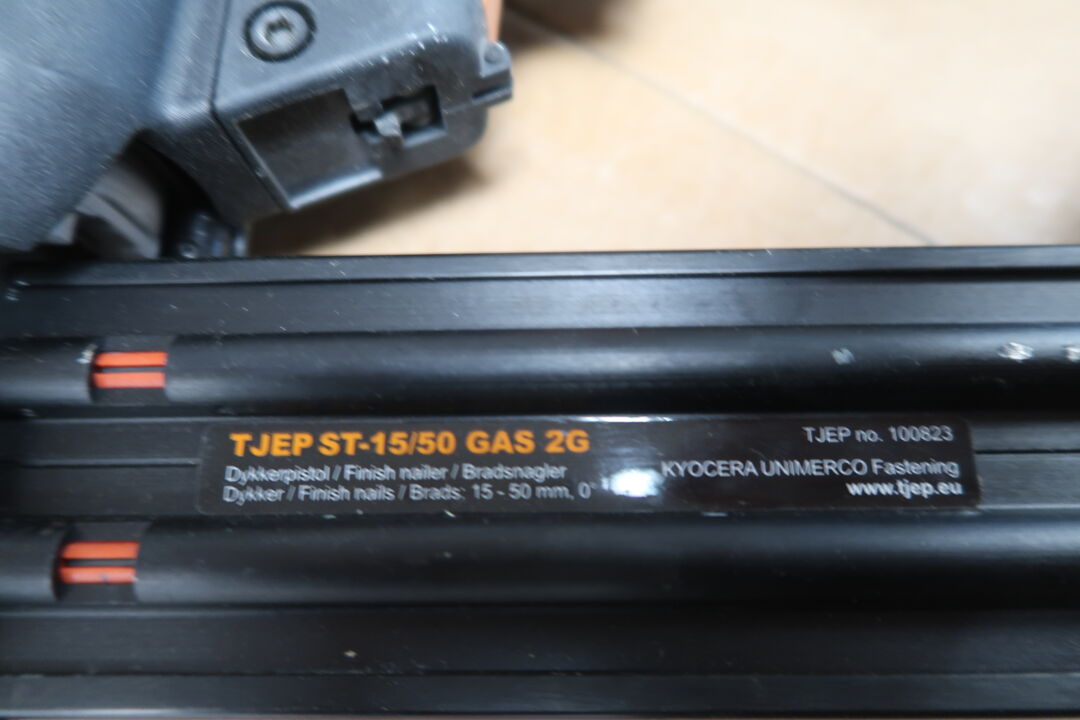 TJEP ST-15/50 GAS 2G
Dykkerpistol / Finish nailer / Bradsnagler
Dykker / Finish nails / Brads: 15 - 50 mm, 0°
TJEP no. 100823
KYOCERA UNIMERCO Fastening
www.tjep.eu